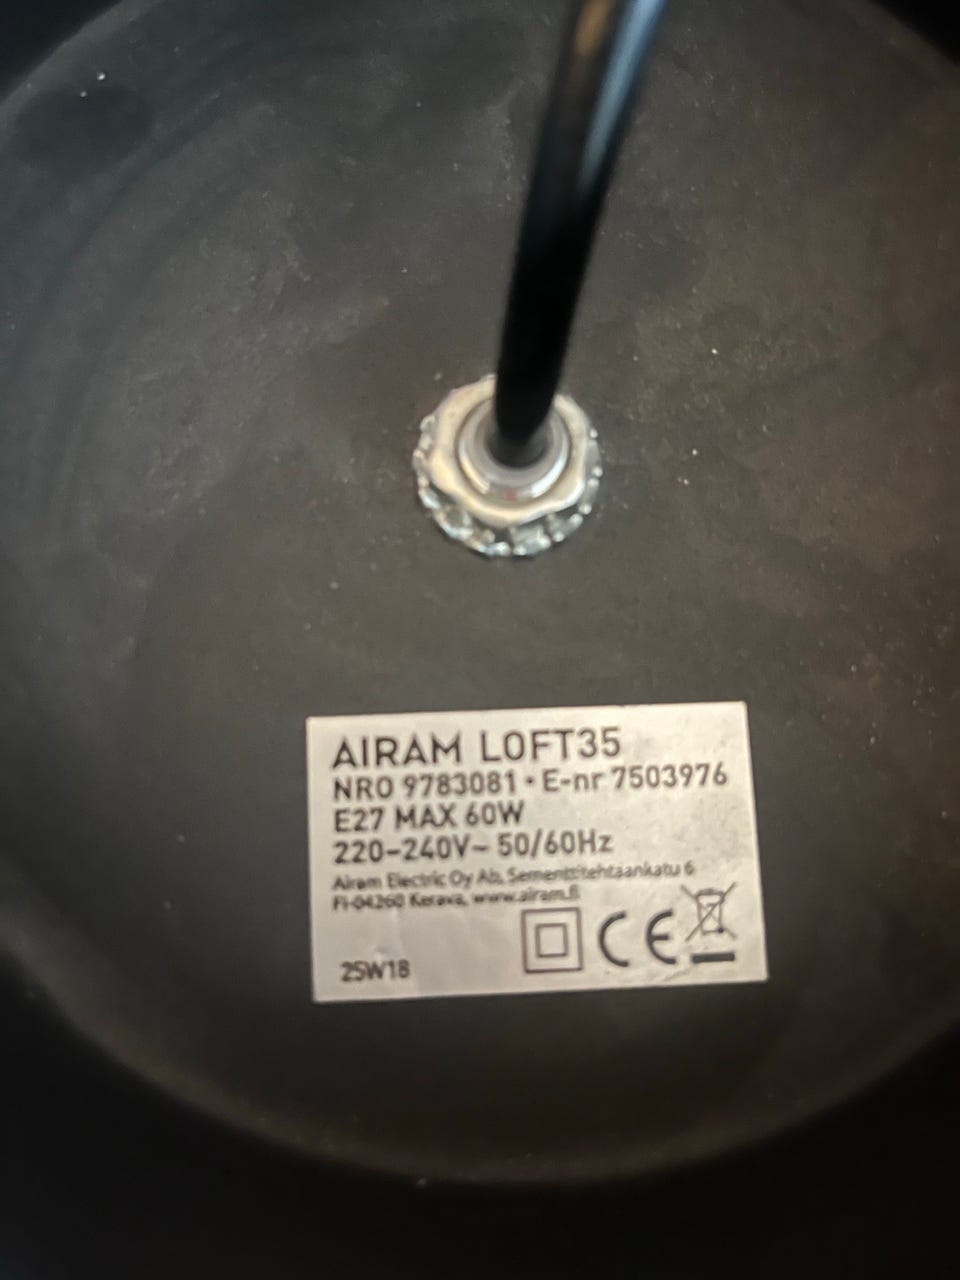 AIRAM LOFT35
NRO 9783081 • E-nr 7503976
E27 MAX 60W
220-240V~ 50/60Hz
Airam Electric Oy Ab, Sementtitehtaankatu 6
FI-04260 Kerava, www.airam.fi
25W18
CE